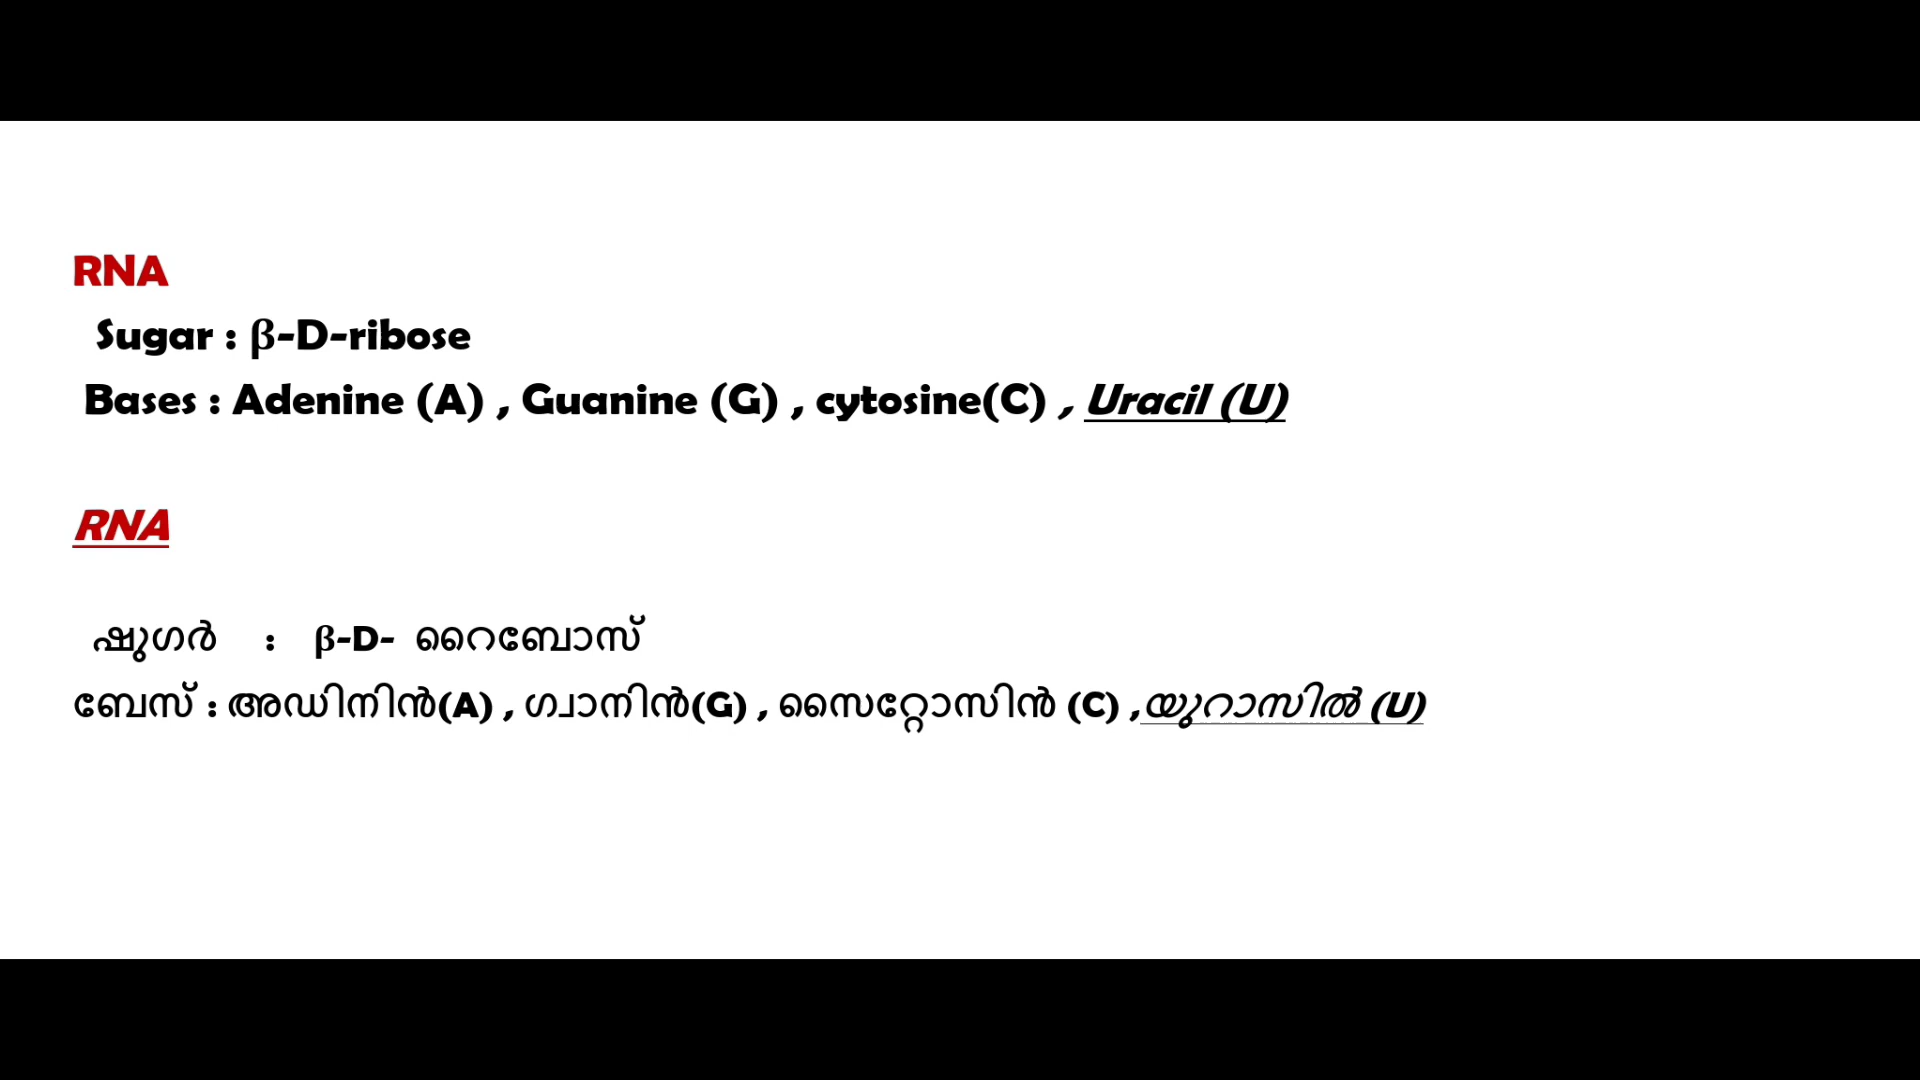 RNA
Sugar : β-D-ribose
Bases : Adenine (A) , Guanine (G) , cytosine(C) , Uracil (U)
RNA
ഷുഗർ : β-D- റൈബോസ്
ബേസ് : അഡിനിൻ(A) , ഗ്വാനിൻ(G) , സൈറ്റോസിൻ (C) ,യുറാസിൽ (U)